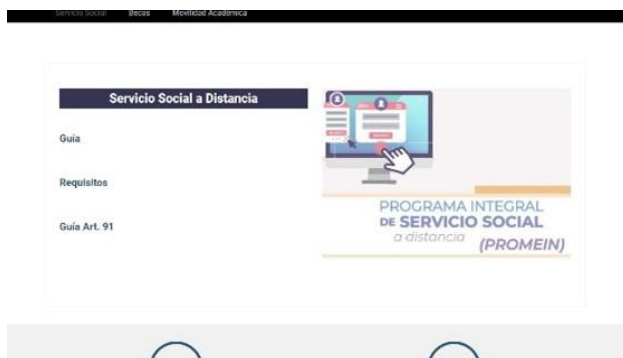 Servicio Social Becas Movilidad Académica
Servicio Social a Distancia
Guía
Requisitos
Guía Art. 91
PROGRAMA INTEGRAL
DE SERVICIO SOCIAL
a distancia
(PROMEIN)